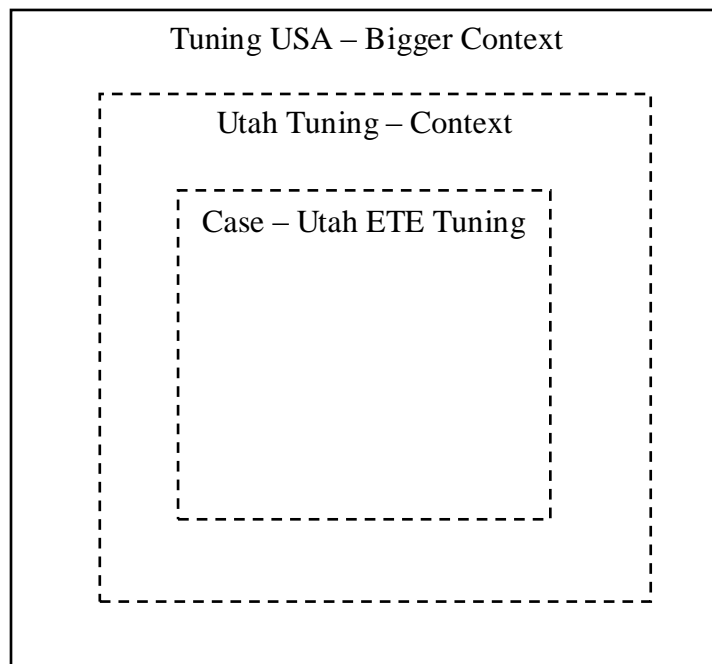 Tuning USA – Bigger Context
Utah Tuning – Context
Case – Utah ETE Tuning